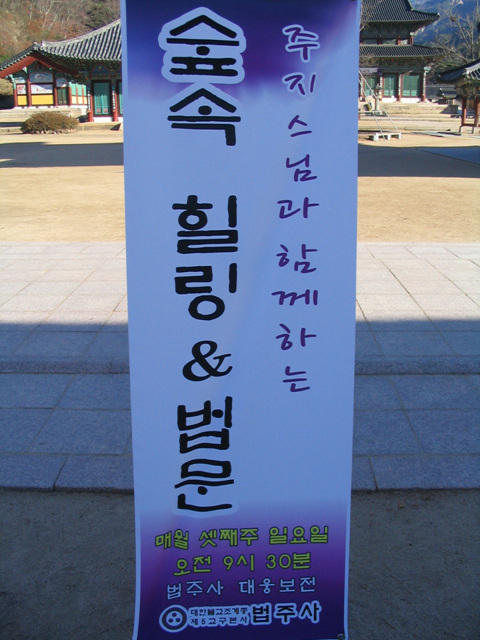 주지스님과 함께하는
숲속 힐링 & 법문
매월 셋째주 일요일
오전 9시 30분
법주사 대웅보전
대한불교조계종
제5교구본사
법주사